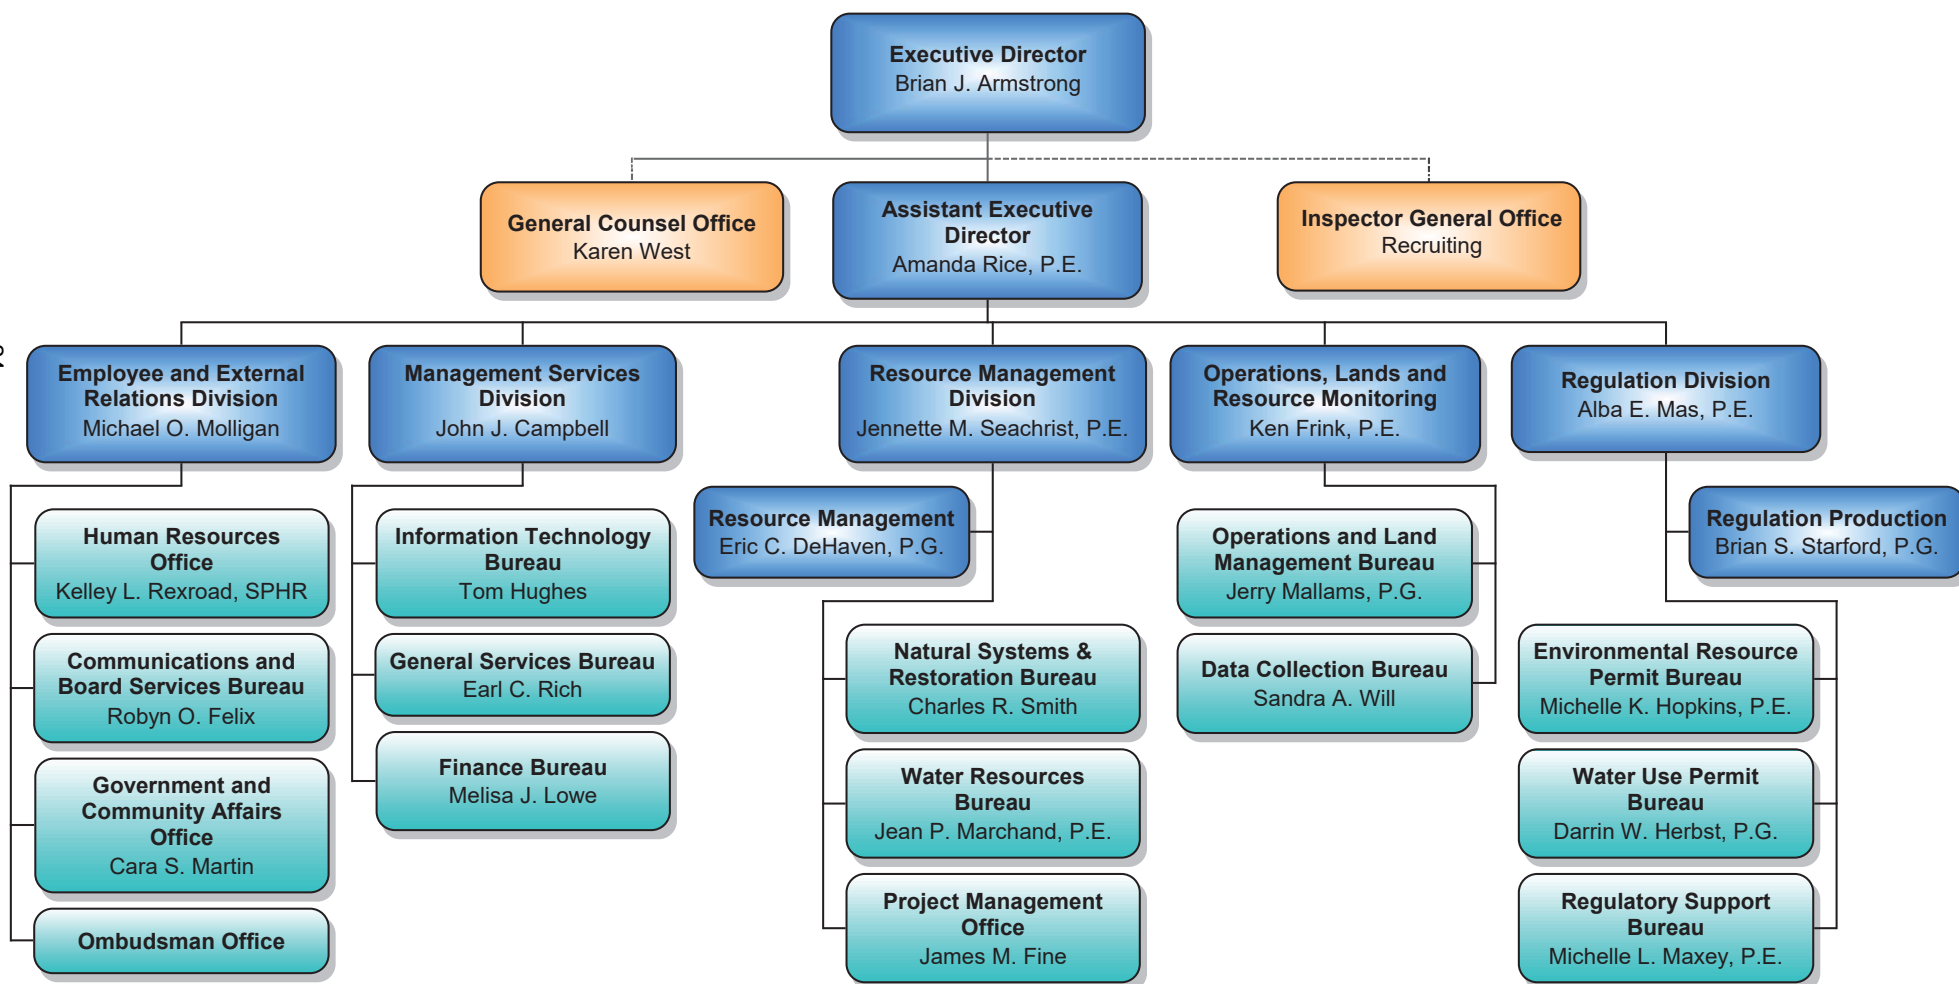 Executive Director
Brian J. Armstrong
General Counsel Office
Karen West
Assistant Executive
Director
Amanda Rice, P.E.
Inspector General Office
Recruiting
Employee and External
Relations Division
Michael O. Molligan
Management Services
Division
John J. Campbell
Resource Management
Division
Jennette M. Seachrist, P.E.
Operations, Lands and
Resource Monitoring
Ken Frink, P.E.
Regulation Division
Alba E. Mas, P.E.
Human Resources
Office
Kelley L. Rexroad, SPHR
Communications and
Board Services Bureau
Robyn O. Felix
Government and
Community Affairs
Office
Cara S. Martin
Ombudsman Office
Information Technology
Bureau
Tom Hughes
General Services Bureau
Earl C. Rich
Finance Bureau
Melisa J. Lowe
Resource Management
Eric C. DeHaven, P.G.
Natural Systems &
Restoration Bureau
Charles R. Smith
Water Resources
Bureau
Jean P. Marchand, P.E.
Project Management
Office
James M. Fine
Operations and Land
Management Bureau
Jerry Mallams, P.G.
Data Collection Bureau
Sandra A. Will
Regulation Production
Brian S. Starford, P.G.
Environmental Resource
Permit Bureau
Michelle K. Hopkins, P.E.
Water Use Permit
Bureau
Darrin W. Herbst, P.G.
Regulatory Support
Bureau
Michelle L. Maxey, P.E.